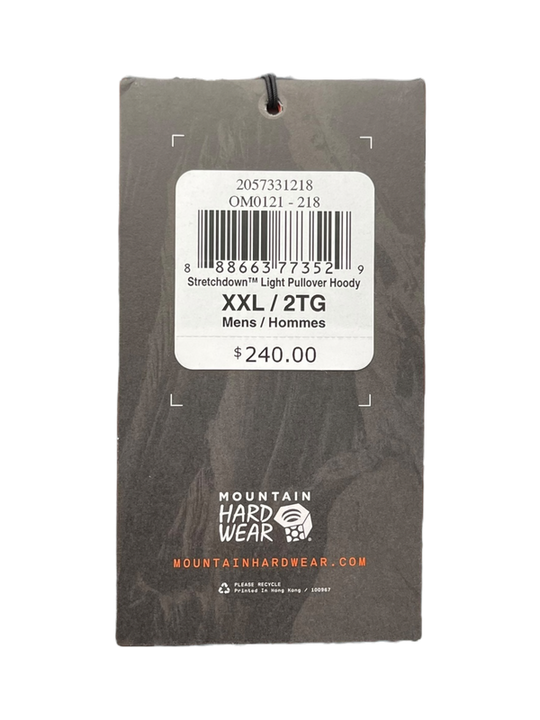 2057331218
OM0121 - 218
8 88663 77352 9
Stretchdown™ Light Pullover Hoody
XXL / 2TG
Mens / Hommes
$240.00
MOUNTAIN
HARD
WEAR®
MOUNTAINHARDWEAR.COM
PLEASE RECYCLE
Printed In Hong Kong / 100967